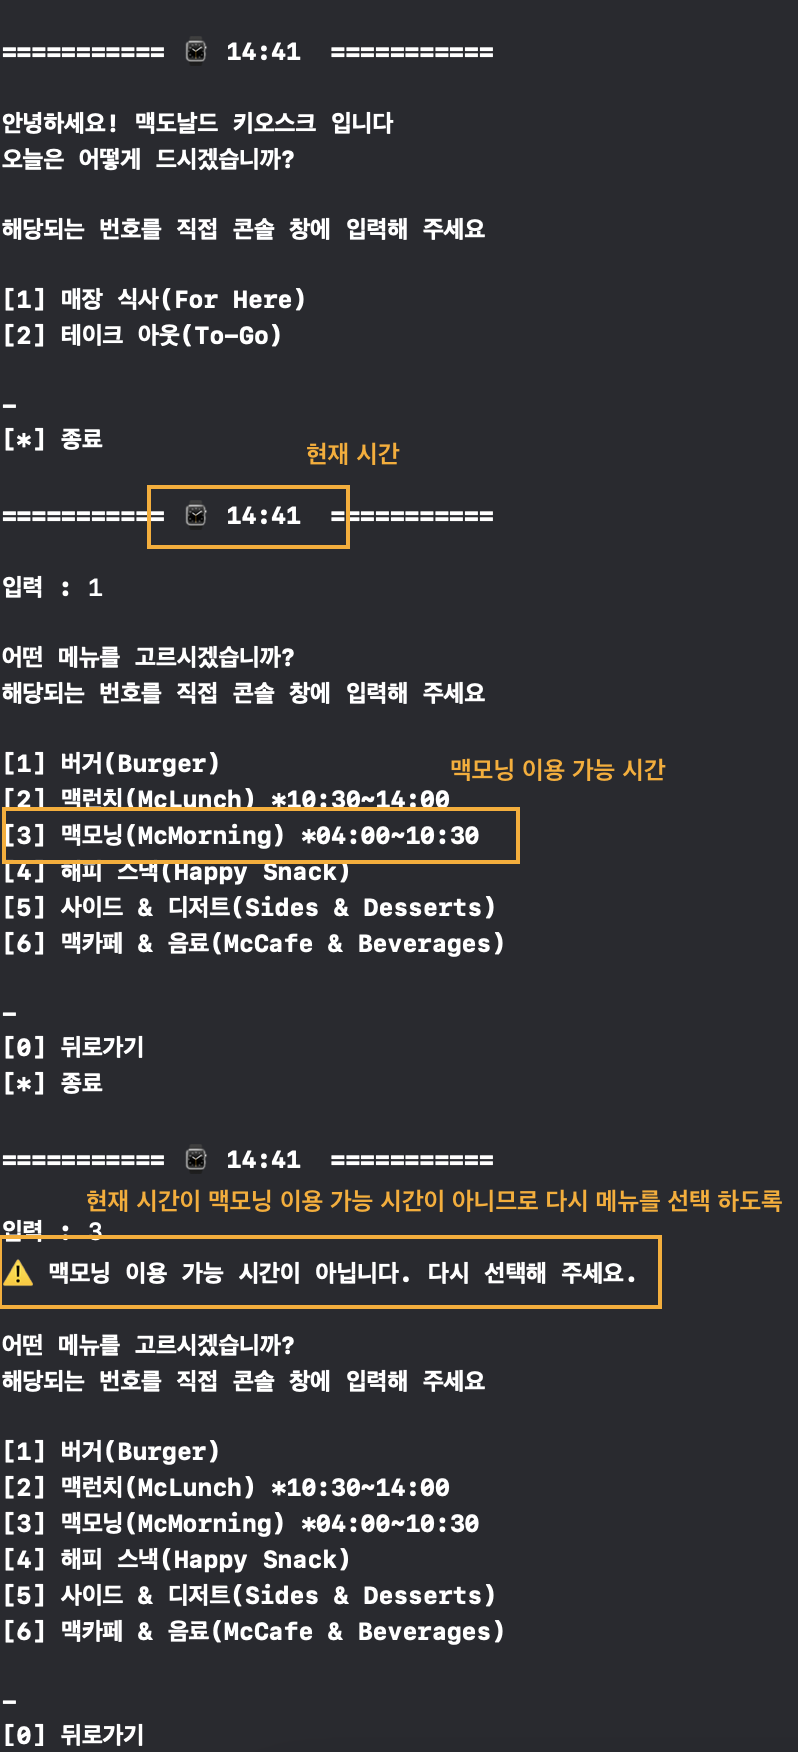 =========== ⌚ 14:41 ===========
안녕하세요! 맥도날드 키오스크 입니다
오늘은 어떻게 드시겠습니까?
해당되는 번호를 직접 콘솔 창에 입력해 주세요
[1] 매장 식사(For Here)
[2] 테이크 아웃(To-Go)
-
[*] 종료
현재 시간
=========== ⌚ 14:41 ===========
입력 : 1
어떤 메뉴를 고르시겠습니까?
해당되는 번호를 직접 콘솔 창에 입력해 주세요
[1] 버거(Burger)
맥모닝 이용 가능 시간
[2] 맥런치(McLunch) *10:30~14:00
[3] 맥모닝(McMorning) *04:00~10:30
[4] 해피 스낵(Happy Snack)
[5] 사이드 & 디저트(Sides & Desserts)
[6] 맥카페 & 음료(McCafe & Beverages)
-
[0] 뒤로가기
[*] 종료
=========== ⌚ 14:41 ===========
현재 시간이 맥모닝 이용 가능 시간이 아니므로 다시 메뉴를 선택 하도록
입력 : 3
⚠️ 맥모닝 이용 가능 시간이 아닙니다. 다시 선택해 주세요.
어떤 메뉴를 고르시겠습니까?
해당되는 번호를 직접 콘솔 창에 입력해 주세요
[1] 버거(Burger)
[2] 맥런치(McLunch) *10:30~14:00
[3] 맥모닝(McMorning) *04:00~10:30
[4] 해피 스낵(Happy Snack)
[5] 사이드 & 디저트(Sides & Desserts)
[6] 맥카페 & 음료(McCafe & Beverages)
-
[0] 뒤로가기